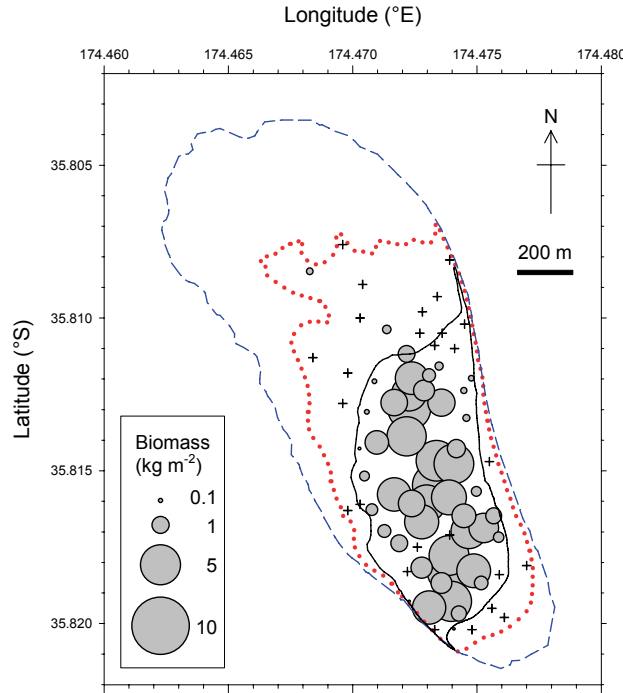 Longitude (°E)
174.460 174.465 174.470 174.475 174.480
N
35.805
200 m
35.810
Latitude (°S)
Biomass
(kg m-2)
0.1
35.815
1
5
10
35.820